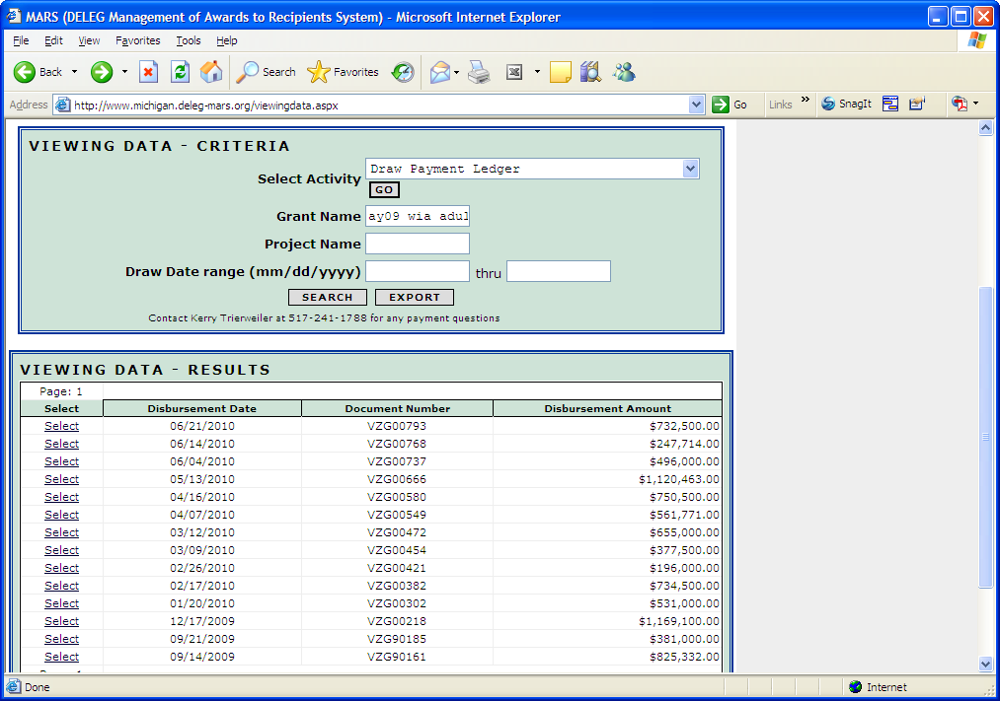 MARS (DELEG Management of Awards to Recipients System) - Microsoft Internet Explorer
File Edit View Favorites Tools Help
Back Search Favorites
Address http://www.michigan.deleg-mars.org/viewingdata.aspx Go Links » SnagIt
VIEWING DATA - CRITERIA
Select Activity Draw Payment Ledger
GO
Grant Name ay09 wia adul
Project Name
Draw Date range (mm/dd/yyyy) thru
SEARCH EXPORT
Contact Kerry Trierweiler at 517-241-1788 for any payment questions
VIEWING DATA - RESULTS
Page: 1
Select Disbursement Date Document Number Disbursement Amount
Select 06/21/2010 VZG00793 $732,500.00
Select 06/14/2010 VZG00768 $247,714.00
Select 06/04/2010 VZG00737 $496,000.00
Select 05/13/2010 VZG00666 $1,120,463.00
Select 04/16/2010 VZG00580 $750,500.00
Select 04/07/2010 VZG00549 $561,771.00
Select 03/12/2010 VZG00472 $655,000.00
Select 03/09/2010 VZG00454 $377,500.00
Select 02/26/2010 VZG00421 $196,000.00
Select 02/17/2010 VZG00382 $734,500.00
Select 01/20/2010 VZG00302 $531,000.00
Select 12/17/2009 VZG00218 $1,169,100.00
Select 09/21/2009 VZG90185 $381,000.00
Select 09/14/2009 VZG90161 $825,332.00
Done Internet